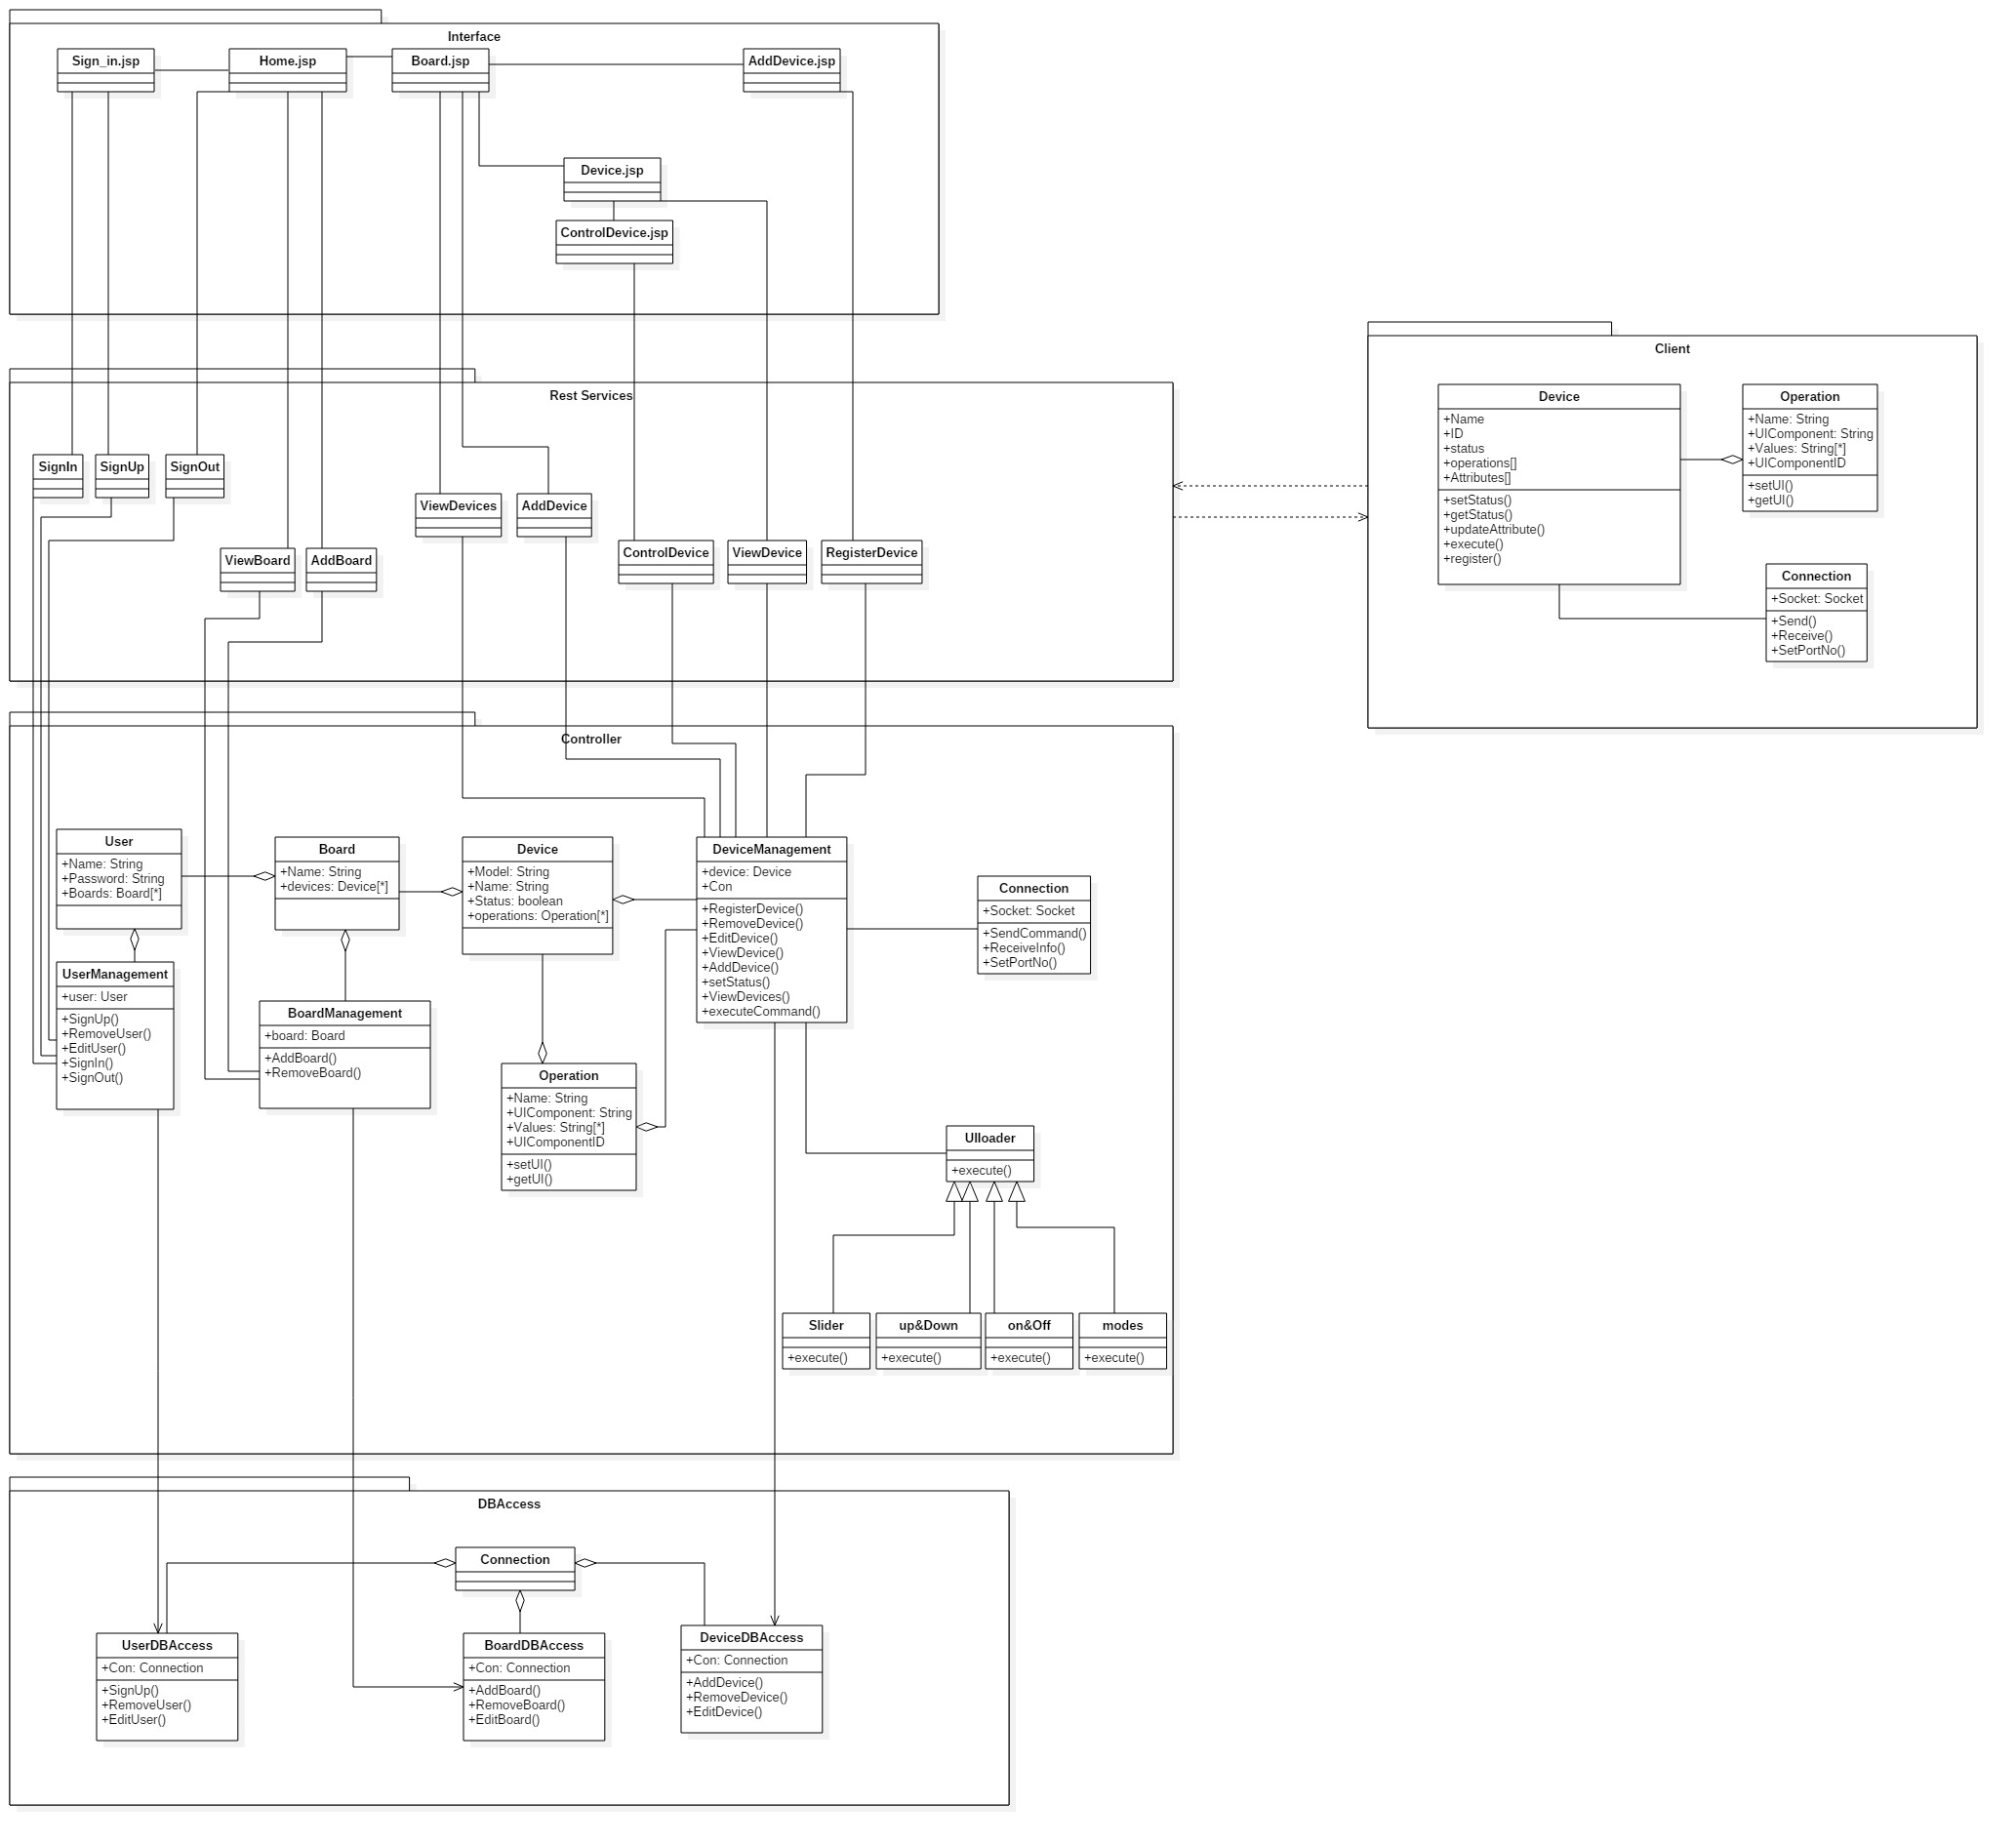 Interface
Sign_in.jsp
Home.jsp
Board.jsp
AddDevice.jsp
Device.jsp
ControlDevice.jsp
Rest Services
SignIn
SignUp
SignOut
ViewDevices
AddDevice
ViewBoard
AddBoard
ControlDevice
ViewDevice
RegisterDevice
Client
Device
+Name
+ID
+status
+operations[]
+Attributes[]
+setStatus()
+getStatus()
+updateAttribute()
+execute()
+register()
Operation
+Name: String
+UIComponent: String
+Values: String[*]
+UIComponentID
+setUI()
+getUI()
Connection
+Socket: Socket
+Send()
+Receive()
+SetPortNo()
Controller
User
+Name: String
+Password: String
+Boards: Board[*]
Board
+Name: String
+devices: Device[*]
Device
+Model: String
+Name: String
+Status: boolean
+operations: Operation[*]
DeviceManagement
+device: Device
+Con
+RegisterDevice()
+RemoveDevice()
+EditDevice()
+ViewDevice()
+AddDevice()
+setStatus()
+ViewDevices()
+executeCommand()
Connection
+Socket: Socket
+SendCommand()
+ReceiveInfo()
+SetPortNo()
UserManagement
+user: User
+SignUp()
+RemoveUser()
+EditUser()
+SignIn()
+SignOut()
BoardManagement
+board: Board
+AddBoard()
+RemoveBoard()
Operation
+Name: String
+UIComponent: String
+Values: String[*]
+UIComponentID
+setUI()
+getUI()
UIloader
+execute()
Slider
+execute()
up&Down
+execute()
on&Off
+execute()
modes
+execute()
DBAccess
Connection
UserDBAccess
+Con: Connection
+SignUp()
+RemoveUser()
+EditUser()
BoardDBAccess
+Con: Connection
+AddBoard()
+RemoveBoard()
+EditBoard()
DeviceDBAccess
+Con: Connection
+AddDevice()
+RemoveDevice()
+EditDevice()